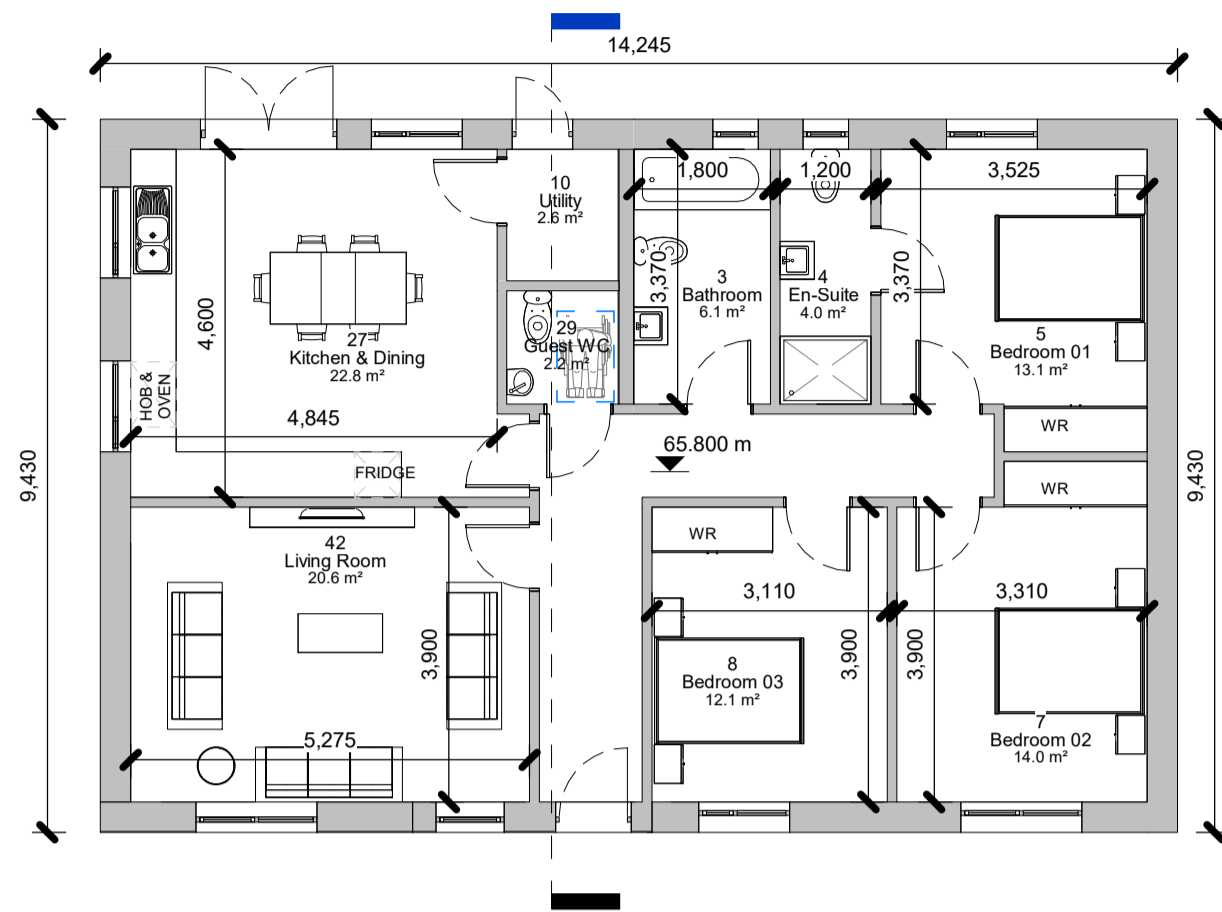 14,245
9,430
9,430
10
Utility
2.6 m²
1,800
1,200
3,525
3,370
3,370
3
Bathroom
6.1 m²
4
En-Suite
4.0 m²
5
Bedroom 01
13.1 m²
4,600
27
Kitchen & Dining
22.8 m²
29
Guest WC
2.2 m²
HOB &
OVEN
4,845
FRIDGE
65.800 m
WR
WR
WR
42
Living Room
20.6 m²
3,900
5,275
3,110
3,310
8
Bedroom 03
12.1 m²
3,900
3,900
7
Bedroom 02
14.0 m²